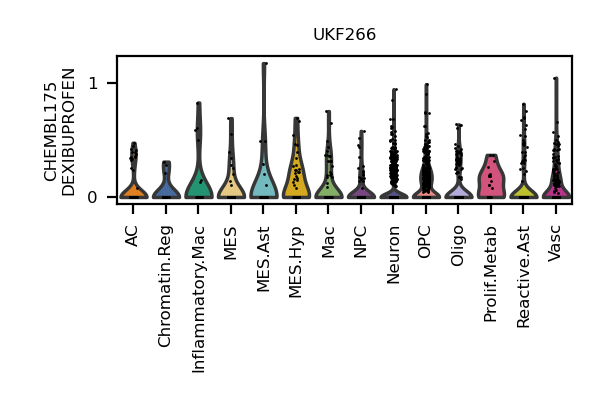 UKF266
CHEMBL175
DEXIBUPROFEN
1
0
AC
Chromatin.Reg
Inflammatory.Mac
MES
MES.Ast
MES.Hyp
Mac
NPC
Neuron
OPC
Oligo
Prolif.Metab
Reactive.Ast
Vasc